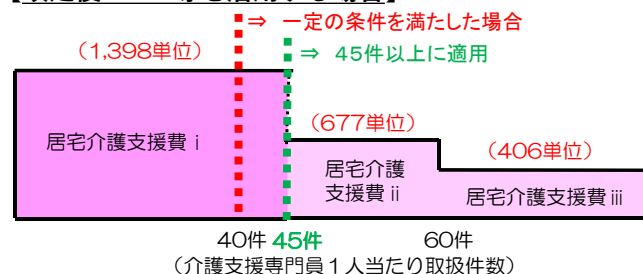 ⇒ 一定の条件を満たした場合
(1,398単位)
⇒ 45件以上に適用
(677単位)
(406単位)
居宅介護支援費ⅰ
居宅介護
支援費ⅱ
居宅介護支援費ⅲ
40件 45件 60件
(介護支援専門員1人当たり取扱件数)